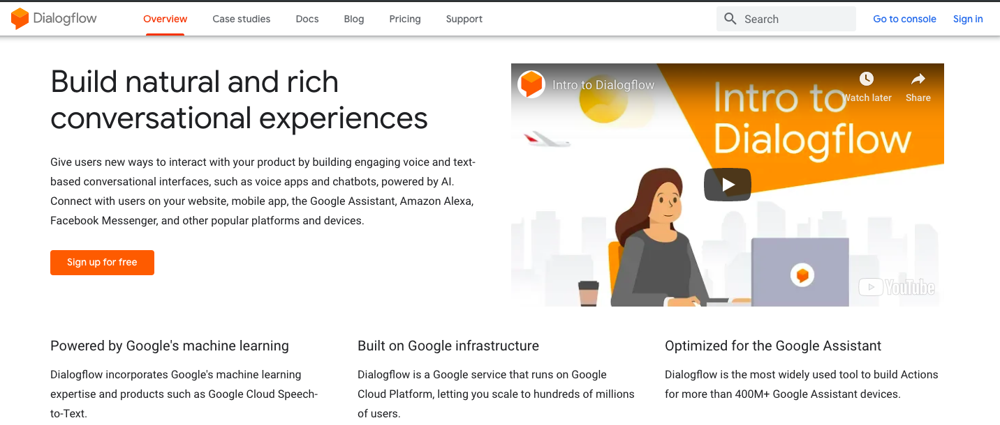 Dialogflow
Overview
Case studies
Docs
Blog
Pricing
Support
Search
Go to console
Sign in
Build natural and rich
conversational experiences
Give users new ways to interact with your product by building engaging voice and text-
based conversational interfaces, such as voice apps and chatbots, powered by AI.
Connect with users on your website, mobile app, the Google Assistant, Amazon Alexa,
Facebook Messenger, and other popular platforms and devices.
Sign up for free
Intro to Dialogflow
Watch later
Share
Intro to
Dialogflow
YouTube
Powered by Google's machine learning
Dialogflow incorporates Google's machine learning
expertise and products such as Google Cloud Speech-
to-Text.
Built on Google infrastructure
Dialogflow is a Google service that runs on Google
Cloud Platform, letting you scale to hundreds of millions
of users.
Optimized for the Google Assistant
Dialogflow is the most widely used tool to build Actions
for more than 400M+ Google Assistant devices.